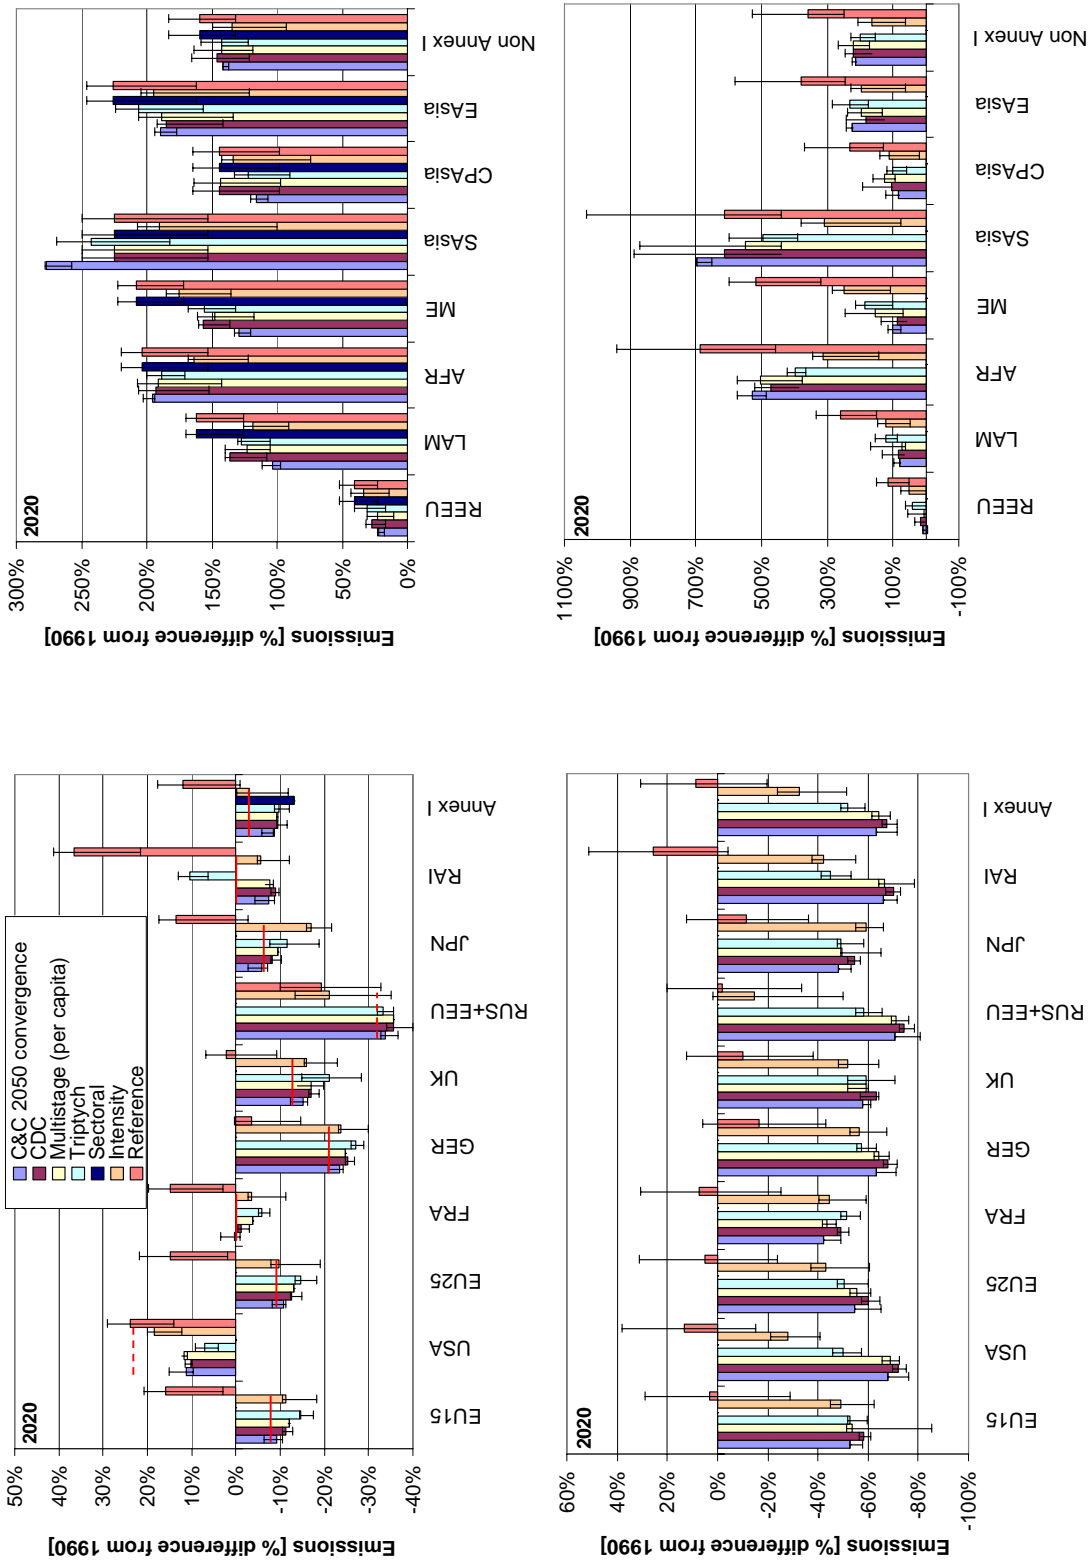 2020
50%
40%
30%
20%
10%
0%
-10%
-20%
-30%
-40%
Emissions [% difference from 1990]
C&C 2050 convergence
CDC
Multistage (per capita)
Triptych
Sectoral
Intensity
Reference
EU15
USA
EU25
FRA
GER
UK
RUS+EEU
JPN
RAI
Annex I
2020
300%
250%
200%
150%
100%
50%
0%
Emissions [% difference from 1990]
REEU
LAM
AFR
ME
SAsia
CPAsia
EAsia
Non Annex I
2020
60%
40%
20%
0%
-20%
-40%
-60%
-80%
-100%
Emissions [% difference from 1990]
EU15
USA
EU25
FRA
GER
UK
RUS+EEU
JPN
RAI
Annex I
2020
1100%
900%
700%
500%
300%
100%
-100%
Emissions [% difference from 1990]
REEU
LAM
AFR
ME
SAsia
CPAsia
EAsia
Non Annex I